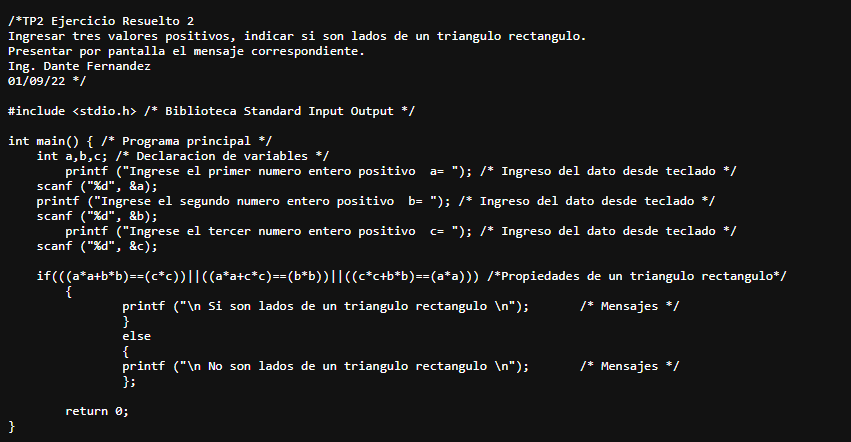 /*TP2 Ejercicio Resuelto 2
Ingresar tres valores positivos, indicar si son lados de un triangulo rectangulo.
Presentar por pantalla el mensaje correspondiente.
Ing. Dante Fernandez
01/09/22 */

#include <stdio.h> /* Biblioteca Standard Input Output */

int main() { /* Programa principal */
    int a,b,c; /* Declaracion de variables */
        printf ("Ingrese el primer numero entero positivo  a= "); /* Ingreso del dato desde teclado */
    scanf ("%d", &a);
    printf ("Ingrese el segundo numero entero positivo  b= "); /* Ingreso del dato desde teclado */
    scanf ("%d", &b);
        printf ("Ingrese el tercer numero entero positivo  c= "); /* Ingreso del dato desde teclado */
    scanf ("%d", &c);

    if(((a*a+b*b)==(c*c))||((a*a+c*c)==(b*b))||((c*c+b*b)==(a*a))) /*Propiedades de un triangulo rectangulo*/
        {
                printf ("\n Si son lados de un triangulo rectangulo \n");       /* Mensajes */
                }
                else
                {
                printf ("\n No son lados de un triangulo rectangulo \n");       /* Mensajes */
                };

        return 0;
}